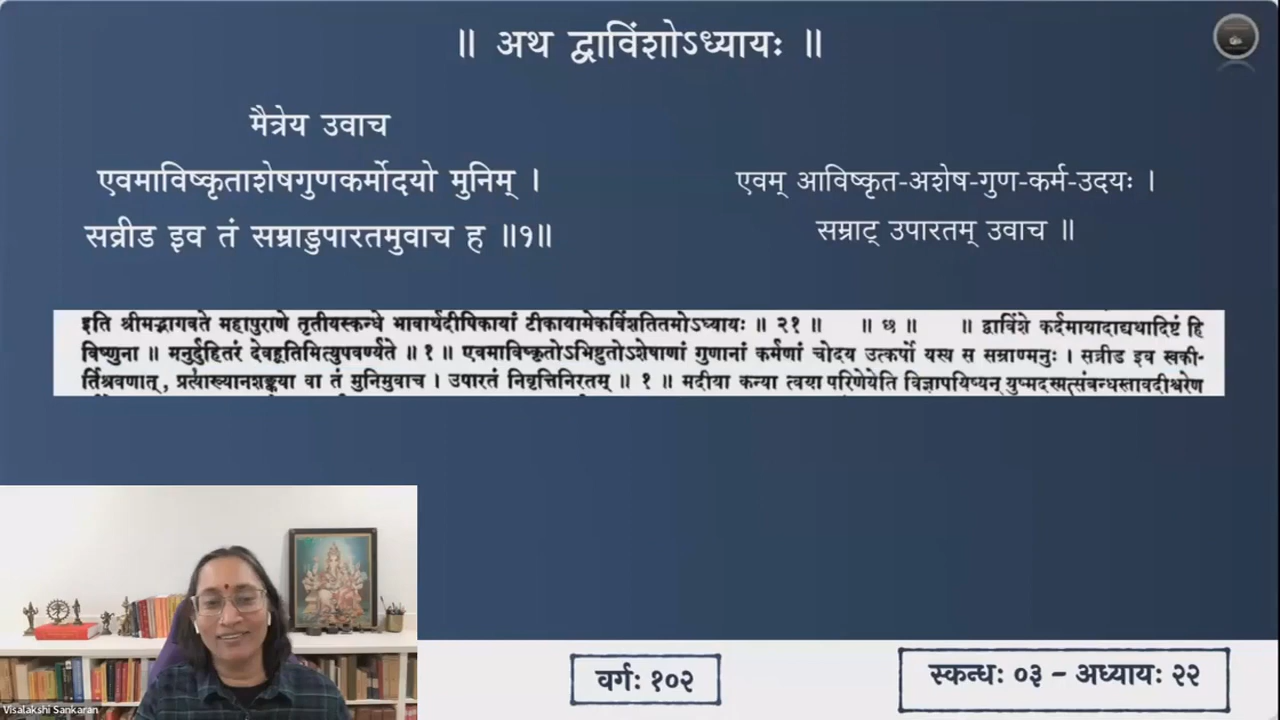 ॥ अथ द्वाविंशोऽध्यायः ॥
मैत्रेय उवाच
एवमाविष्कृताशेषगुणकर्मोदयो मुनिम् ।
सव्रीड इव तं सम्राडुपारतमुवाच ह ॥१॥
एवम् आविष्कृत-अशेष-गुण-कर्म-उदयः ।
सम्राट् उपारतम् उवाच ॥
इति श्रीमद्भागवते महापुराणे तृतीयस्कन्धे भावार्थदीपिकायां टीकायामेकविंशतितमोऽध्यायः ॥ २१ ॥ ॥ छ ॥ ॥ द्वाविंशे कर्दमायादाद्यथादिष्टं हि
विष्णुना ॥ मनुर्दुहितरं देवहूतिमित्युपवर्ण्यते ॥ १ ॥ एवमाविष्कृतोऽभिष्टुतोऽशेषाणां गुणानां कर्मणां चोदय उत्कर्षो यस्य स सम्राण्मनुः । सव्रीड इव स्वकी-
र्तिश्रवणात् , प्रत्याख्यानशङ्कया वा तं मुनिमुवाच । उपारतं निवृत्तिनिरतम् ॥ १ ॥ मदीया कन्या त्वया परिणेयेति विज्ञापयिष्यन् युष्मदस्मत्संबन्धस्तावदीश्वरेण
Visalakshi Sankaran
वर्गः १०२
स्कन्धः ०३ – अध्यायः २२